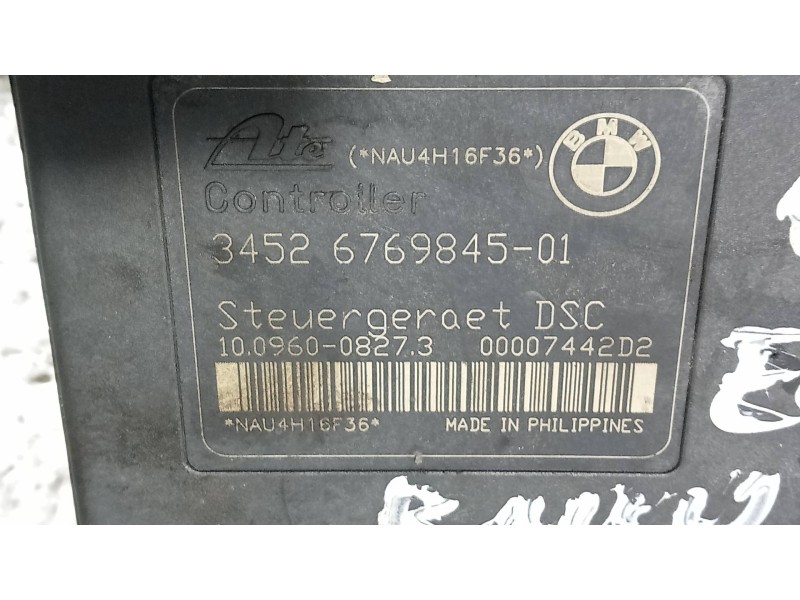 Ate (*NAU4H16F36*) BMW
Controller
3452 6769845-01
Steuergeraet DSC
10.0960-0827.3 00007442D2
*NAU4H16F36* MADE IN PHILIPPINES